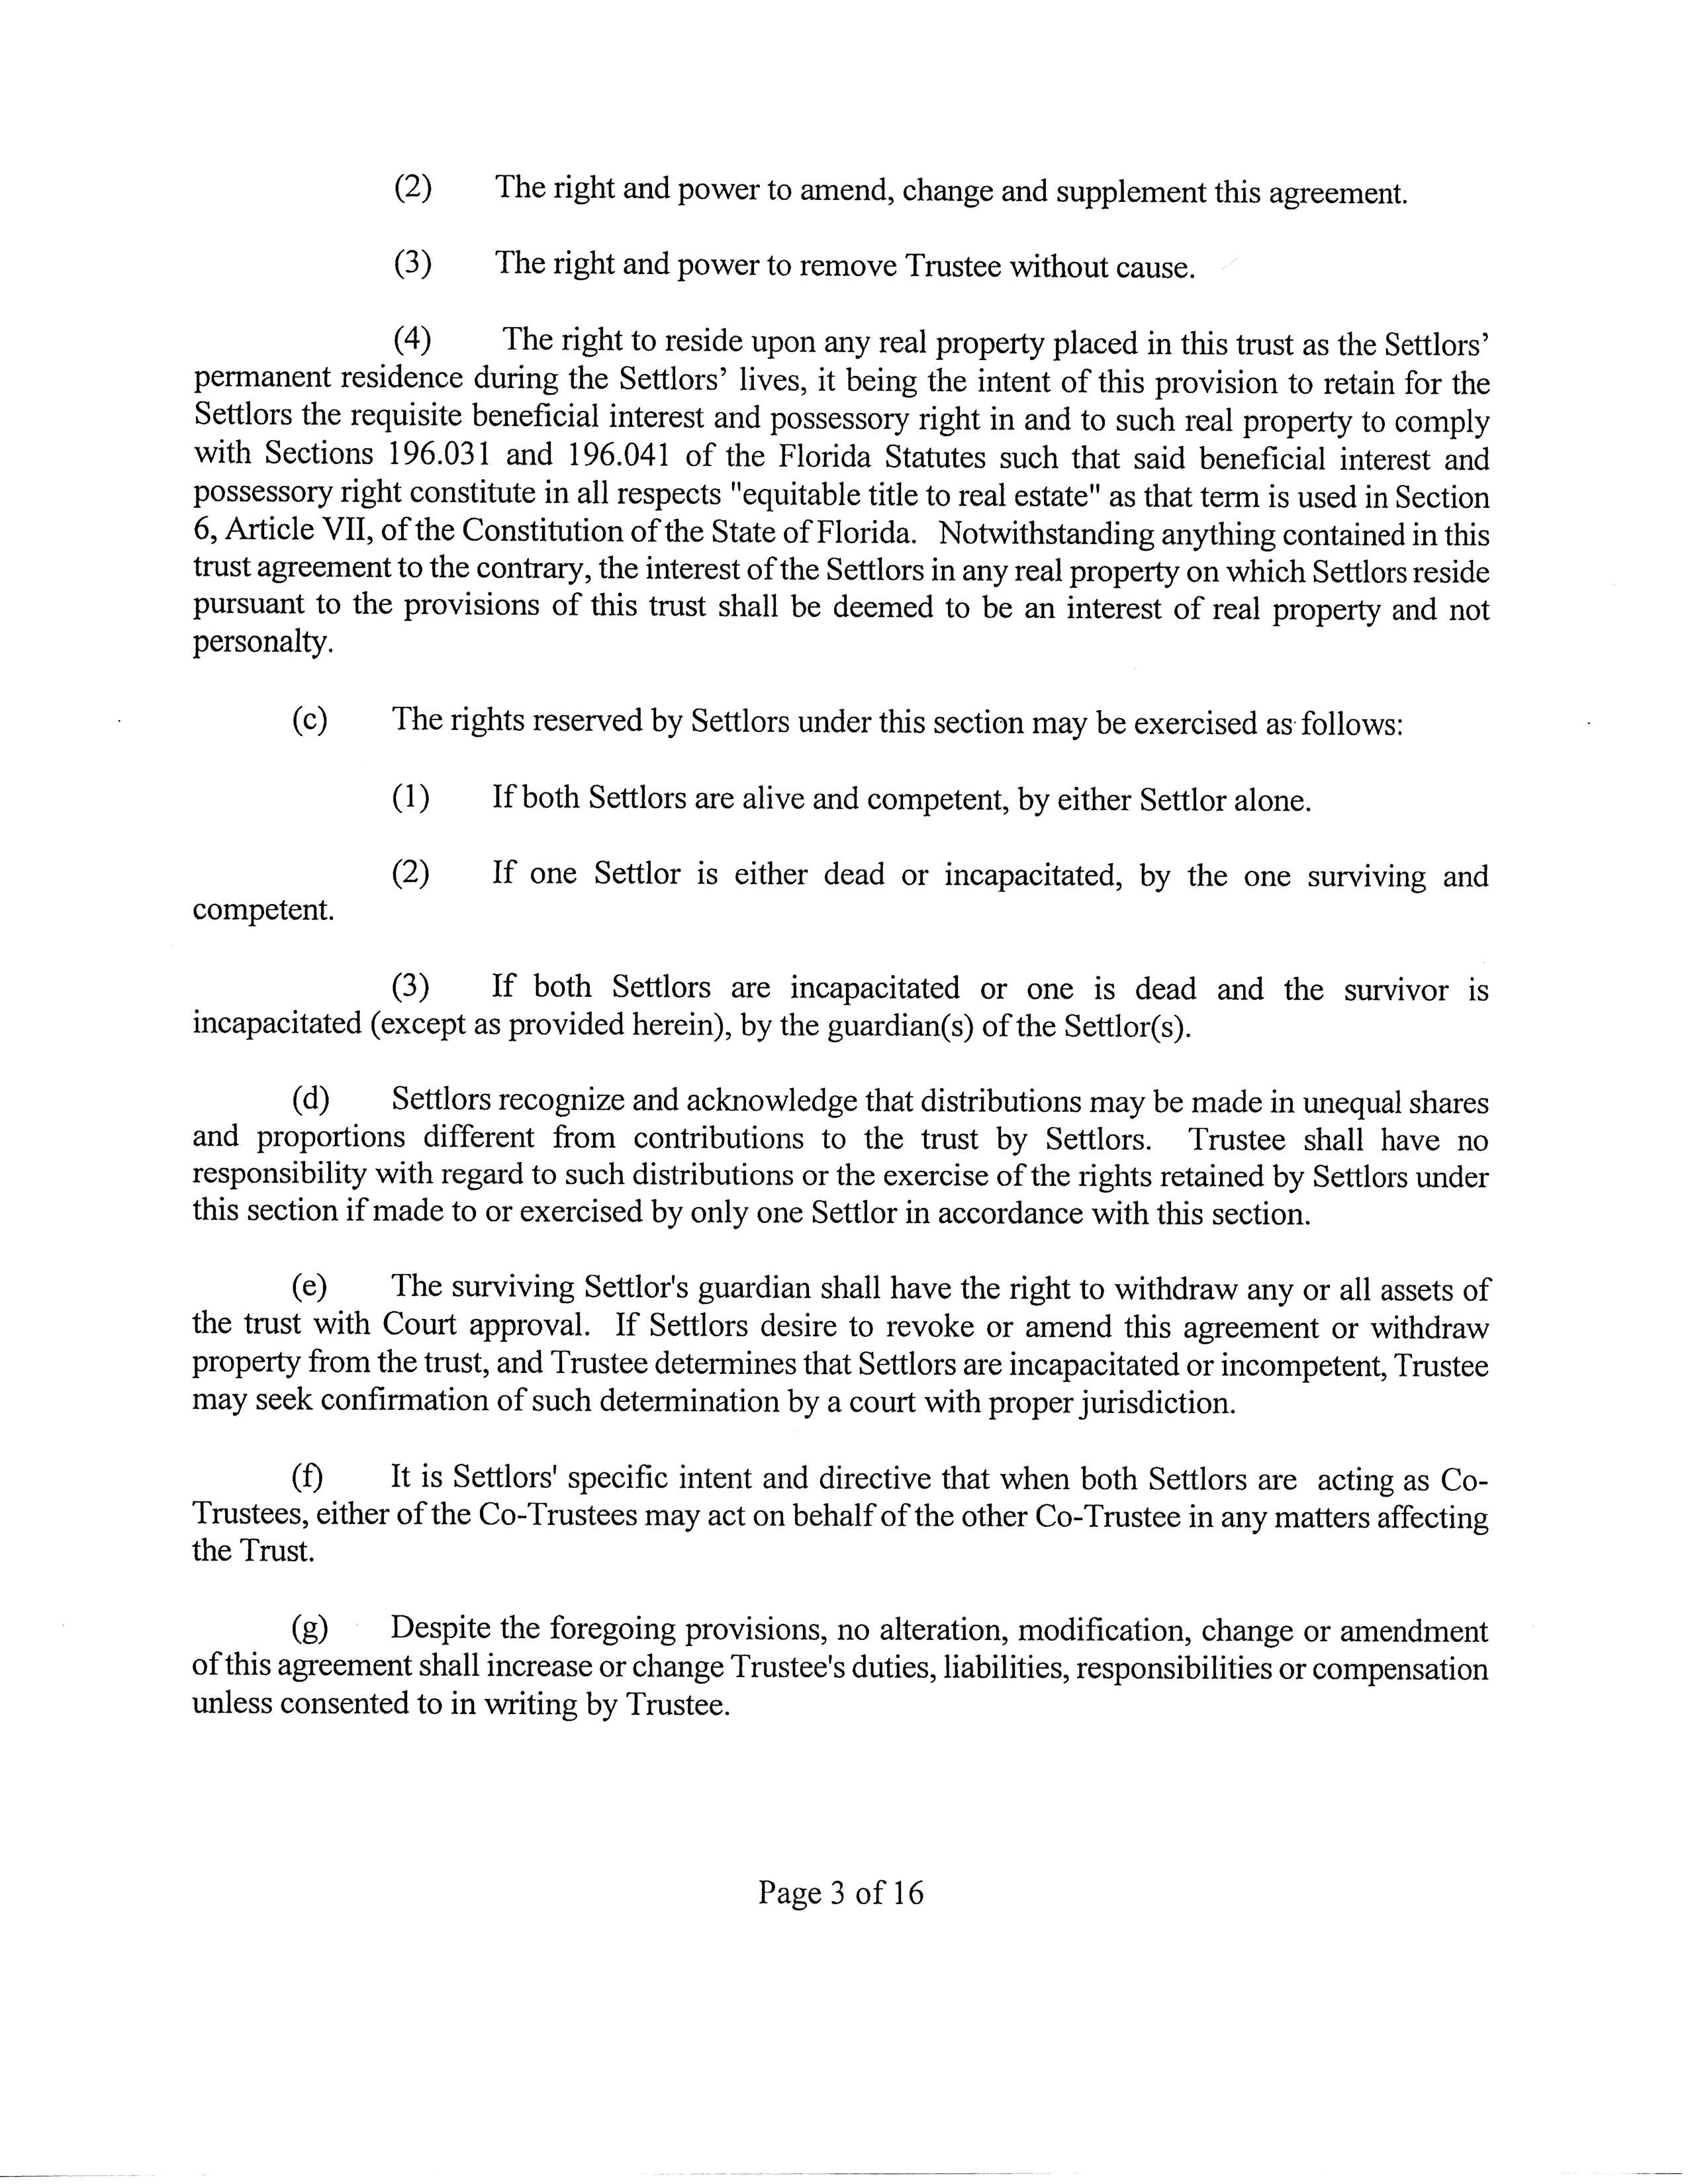 (2) The right and power to amend, change and supplement this agreement.
(3) The right and power to remove Trustee without cause.
(4) The right to reside upon any real property placed in this trust as the Settlors’
permanent residence during the Settlors’ lives, it being the intent of this provision to retain for the
Settlors the requisite beneficial interest and possessory right in and to such real property to comply
with Sections 196.031 and 196.041 of the Florida Statutes such that said beneficial interest and
possessory right constitute in all respects "equitable title to real estate" as that term is used in Section
6, Article VII, of the Constitution of the State of Florida. Notwithstanding anything contained in this
trust agreement to the contrary, the interest of the Settlors in any real property on which Settlors reside
pursuant to the provisions of this trust shall be deemed to be an interest of real property and not
personalty.
(c) The rights reserved by Settlors under this section may be exercised as follows:
(1) If both Settlors are alive and competent, by either Settlor alone.
(2) If one Settlor is either dead or incapacitated, by the one surviving and
competent.
(3) If both Settlors are incapacitated or one is dead and the survivor is
incapacitated (except as provided herein), by the guardian(s) of the Settlor(s).
(d) Settlors recognize and acknowledge that distributions may be made in unequal shares
and proportions different from contributions to the trust by Settlors. Trustee shall have no
responsibility with regard to such distributions or the exercise of the rights retained by Settlors under
this section if made to or exercised by only one Settlor in accordance with this section.
(e) The surviving Settlor's guardian shall have the right to withdraw any or all assets of
the trust with Court approval. If Settlors desire to revoke or amend this agreement or withdraw
property from the trust, and Trustee determines that Settlors are incapacitated or incompetent, Trustee
may seek confirmation of such determination by a court with proper jurisdiction.
(f) It is Settlors' specific intent and directive that when both Settlors are acting as Co-
Trustees, either of the Co-Trustees may act on behalf of the other Co-Trustee in any matters affecting
the Trust.
(g) Despite the foregoing provisions, no alteration, modification, change or amendment
of this agreement shall increase or change Trustee's duties, liabilities, responsibilities or compensation
unless consented to in writing by Trustee.
Page 3 of 16